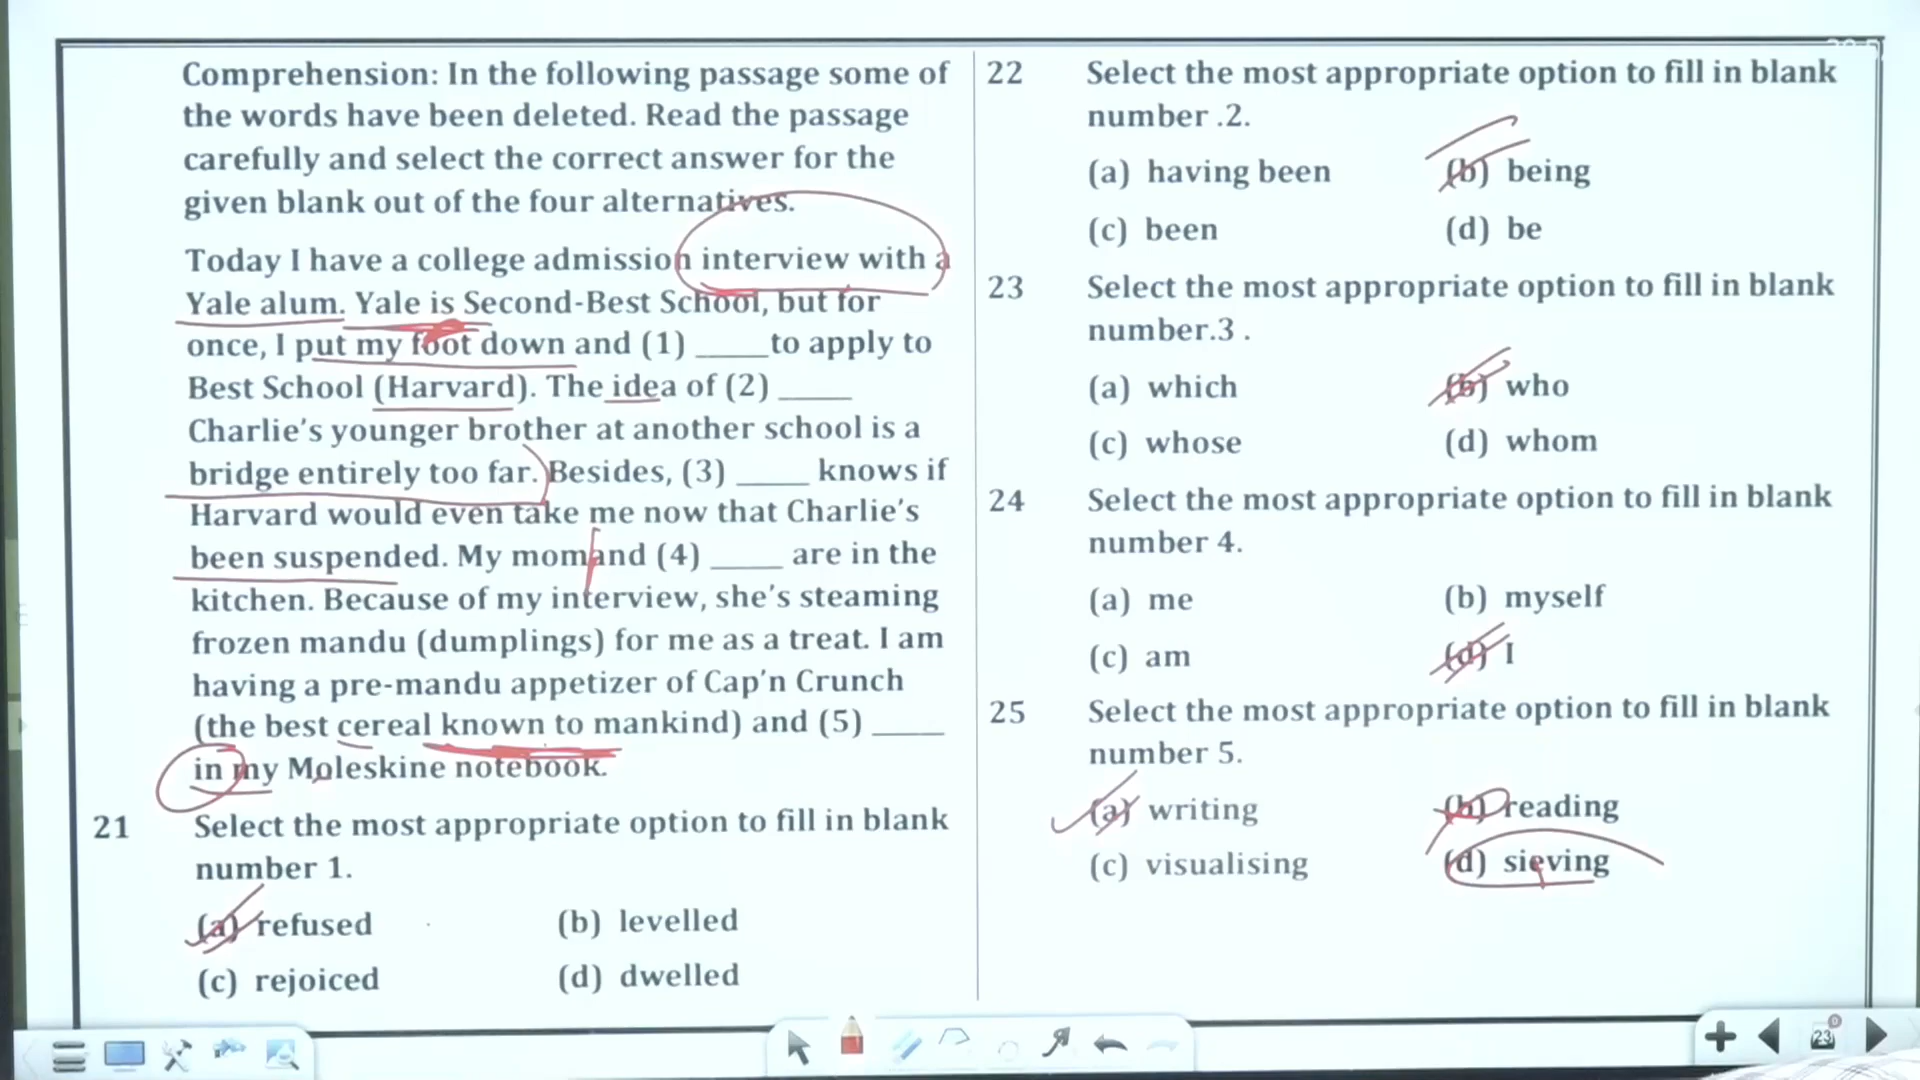 Comprehension: In the following passage some of
the words have been deleted. Read the passage
carefully and select the correct answer for the
given blank out of the four alternatives.
Today I have a college admission interview with a
Yale alum. Yale is Second-Best School, but for
once, I put my foot down and (1) _____to apply to
Best School (Harvard). The idea of (2) _____
Charlie's younger brother at another school is a
bridge entirely too far. Besides, (3) _____ knows if
Harvard would even take me now that Charlie's
been suspended. My mom and (4) _____ are in the
kitchen. Because of my interview, she's steaming
frozen mandu (dumplings) for me as a treat. I am
having a pre-mandu appetizer of Cap'n Crunch
(the best cereal known to mankind) and (5) _____
in my Moleskine notebook.
21 Select the most appropriate option to fill in blank
number 1.
(a) refused (b) levelled
(c) rejoiced (d) dwelled
22 Select the most appropriate option to fill in blank
number .2.
(a) having been (b) being
(c) been (d) be
23 Select the most appropriate option to fill in blank
number.3 .
(a) which (b) who
(c) whose (d) whom
24 Select the most appropriate option to fill in blank
number 4.
(a) me (b) myself
(c) am (d) I
25 Select the most appropriate option to fill in blank
number 5.
(a) writing (b) reading
(c) visualising (d) sieving
23
0